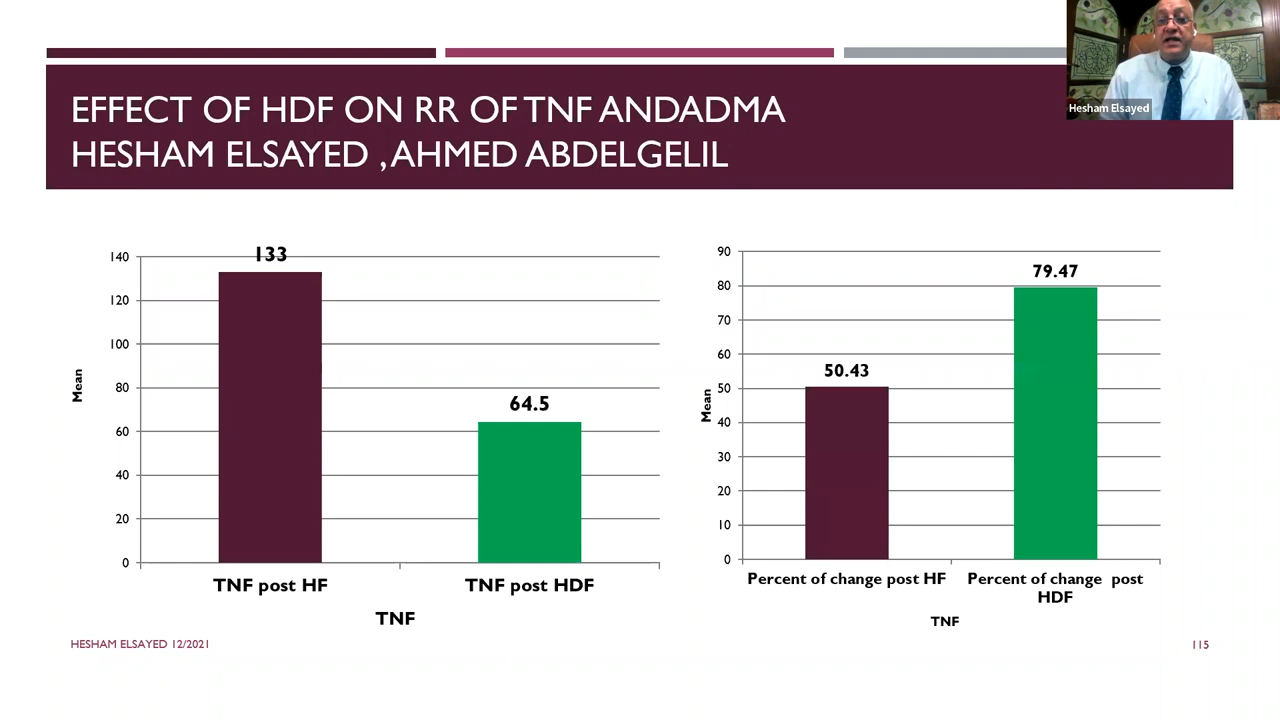 Hesham Elsayed
EFFECT OF HDF ON RR OF TNF ANDADMA
HESHAM ELSAYED , AHMED ABDELGELIL
140
120
100
80
60
40
20
0
Mean
133
64.5
TNF post HF
TNF post HDF
TNF
90
80
70
60
50
40
30
20
10
0
Mean
50.43
79.47
Percent of change post HF
Percent of change post
HDF
TNF
HESHAM ELSAYED 12/2021
115